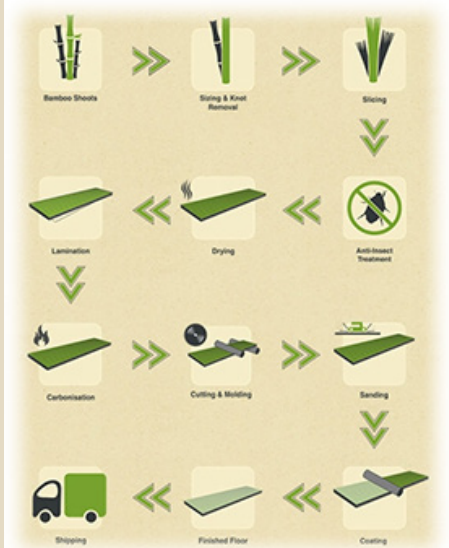 Bamboo Shoots
Sizing & Knot
Removal
Slicing
Lamination
Drying
Anti-Insect
Treatment
Carbonisation
Cutting & Molding
Sanding
Shipping
Finished Floor
Coating